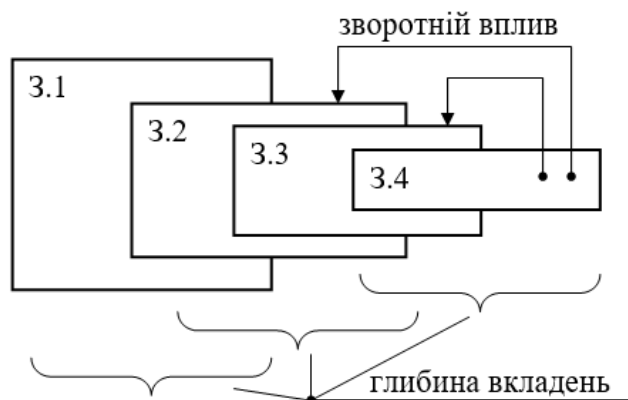 зворотній вплив
З.1
З.2
З.3
З.4
глибина вкладень